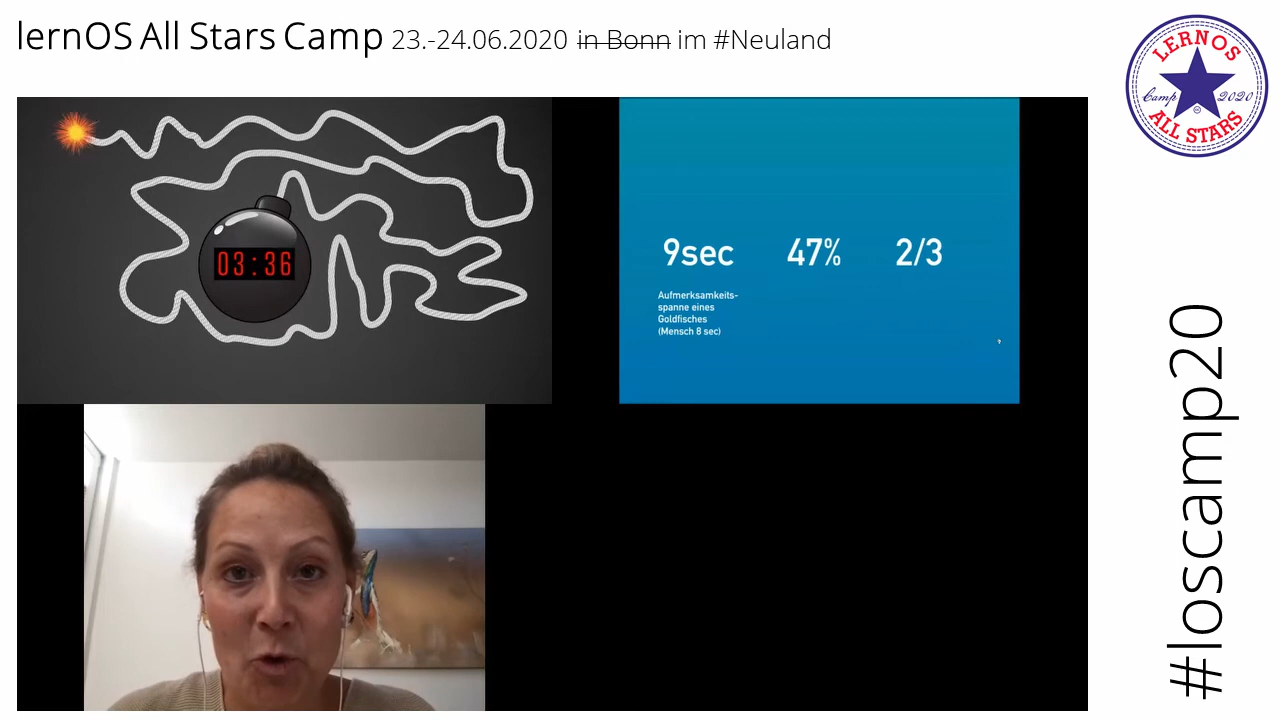 lernOS All Stars Camp 23.-24.06.2020 in Bonn im #Neuland
LERNOS
Camp 2020
ALL STARS
03:36
9sec 47% 2/3
Aufmerksamkeits-
spanne eines
Goldfisches
(Mensch 8 sec)
#loscamp20